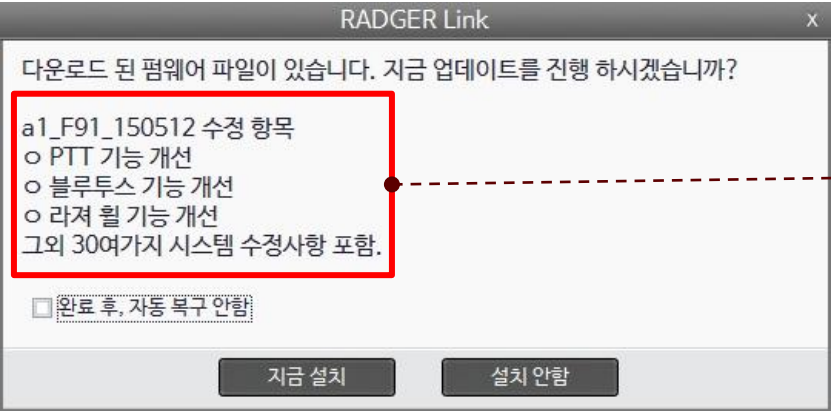 RADGER Link
X
다운로드 된 펌웨어 파일이 있습니다. 지금 업데이트를 진행 하시겠습니까?
a1_F91_150512 수정 항목
ㅇ PTT 기능 개선
ㅇ 블루투스 기능 개선
ㅇ 라져 휠 기능 개선
그외 30여가지 시스템 수정사항 포함.
완료 후, 자동 복구 안함
지금 설치
설치 안함